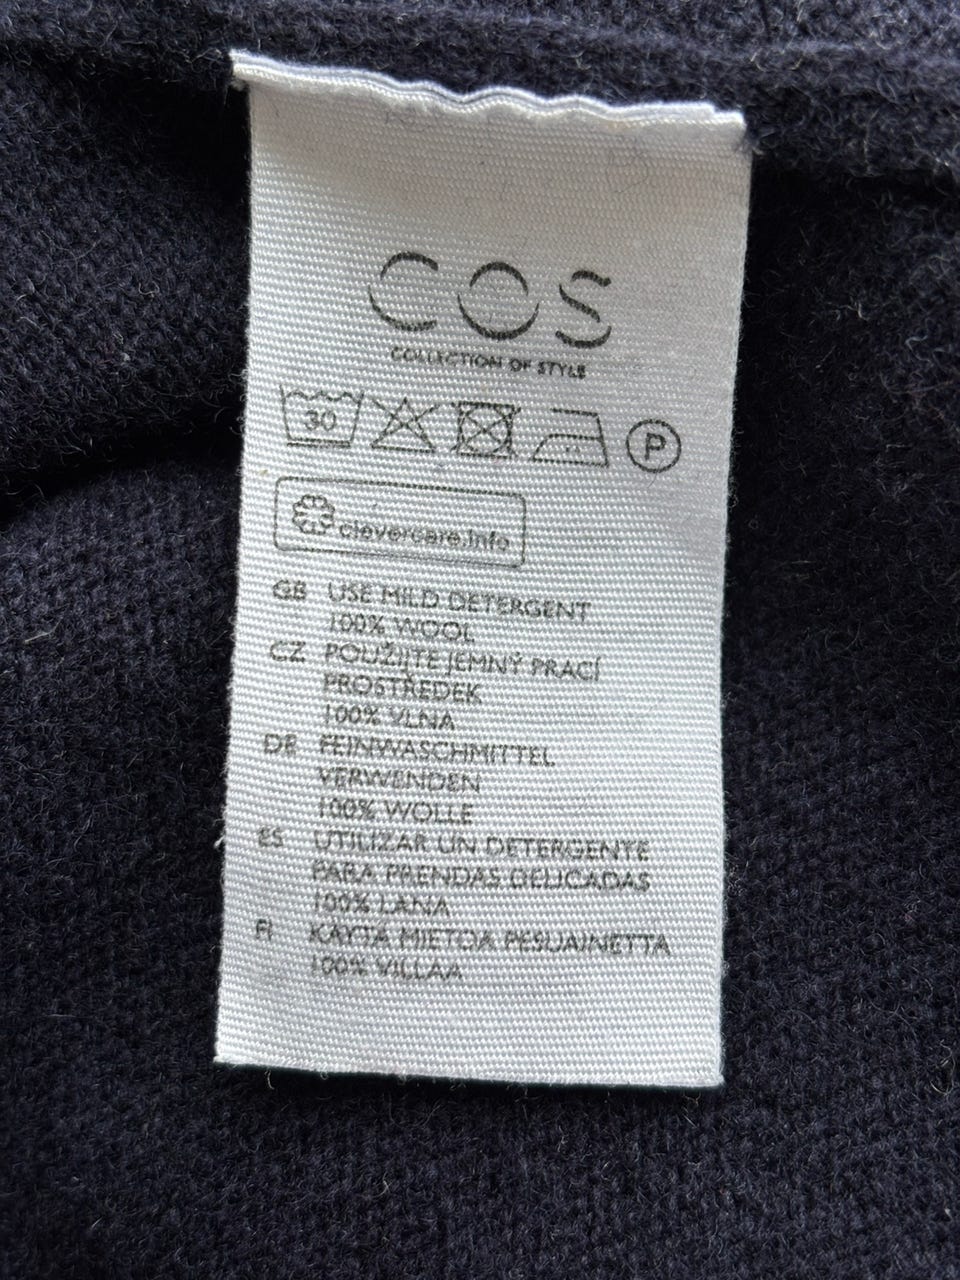 COS
COLLECTION OF STYLE
30
P
clevercare.info
GB USE MILD DETERGENT
100% WOOL
CZ POUŽIJTE JEMNÝ PRACÍ
PROSTŘEDEK
100% VLNA
DE FEINWASCHMITTEL
VERWENDEN
100% WOLLE
ES UTILIZAR UN DETERGENTE
PARA PRENDAS DELICADAS
100% LANA
FI KÄYTÄ MIETOA PESUAINETTA
100% VILLAA